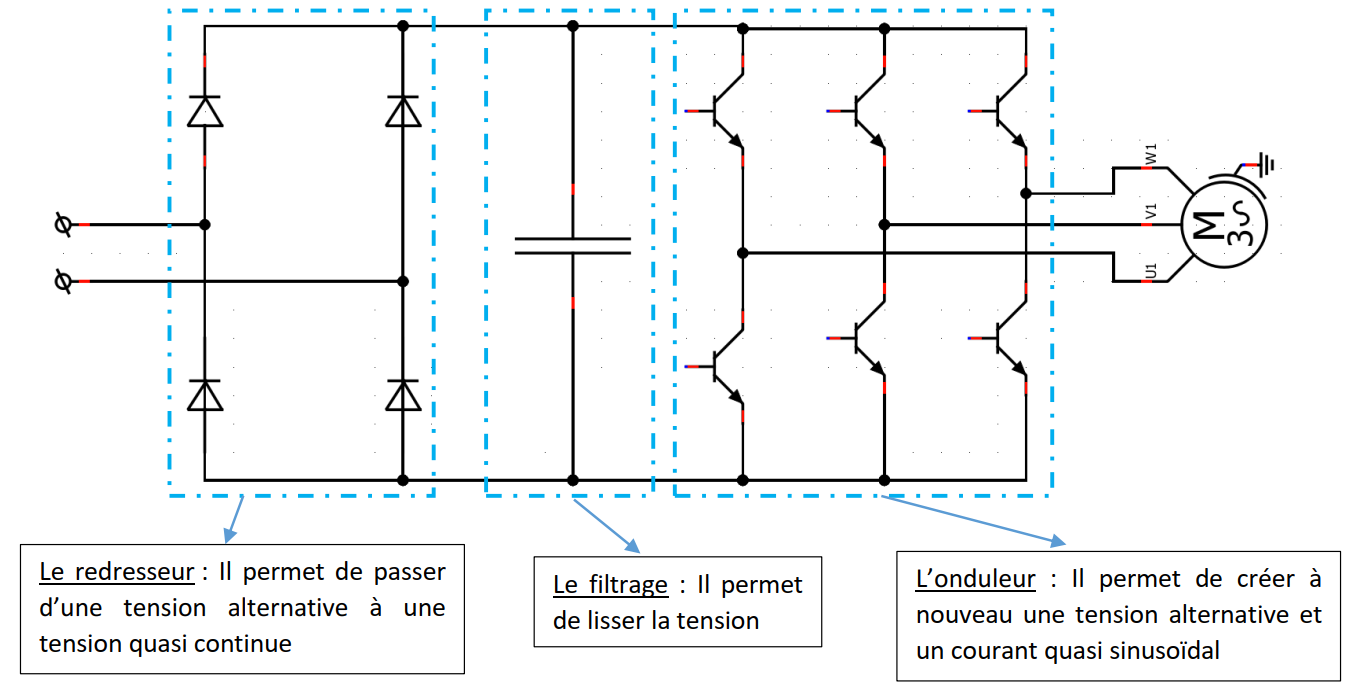 W1
V1
U1
M
3S
Le redresseur : Il permet de passer
d’une tension alternative à une
tension quasi continue
Le filtrage : Il permet
de lisser la tension
L’onduleur : Il permet de créer à
nouveau une tension alternative et
un courant quasi sinusoïdal